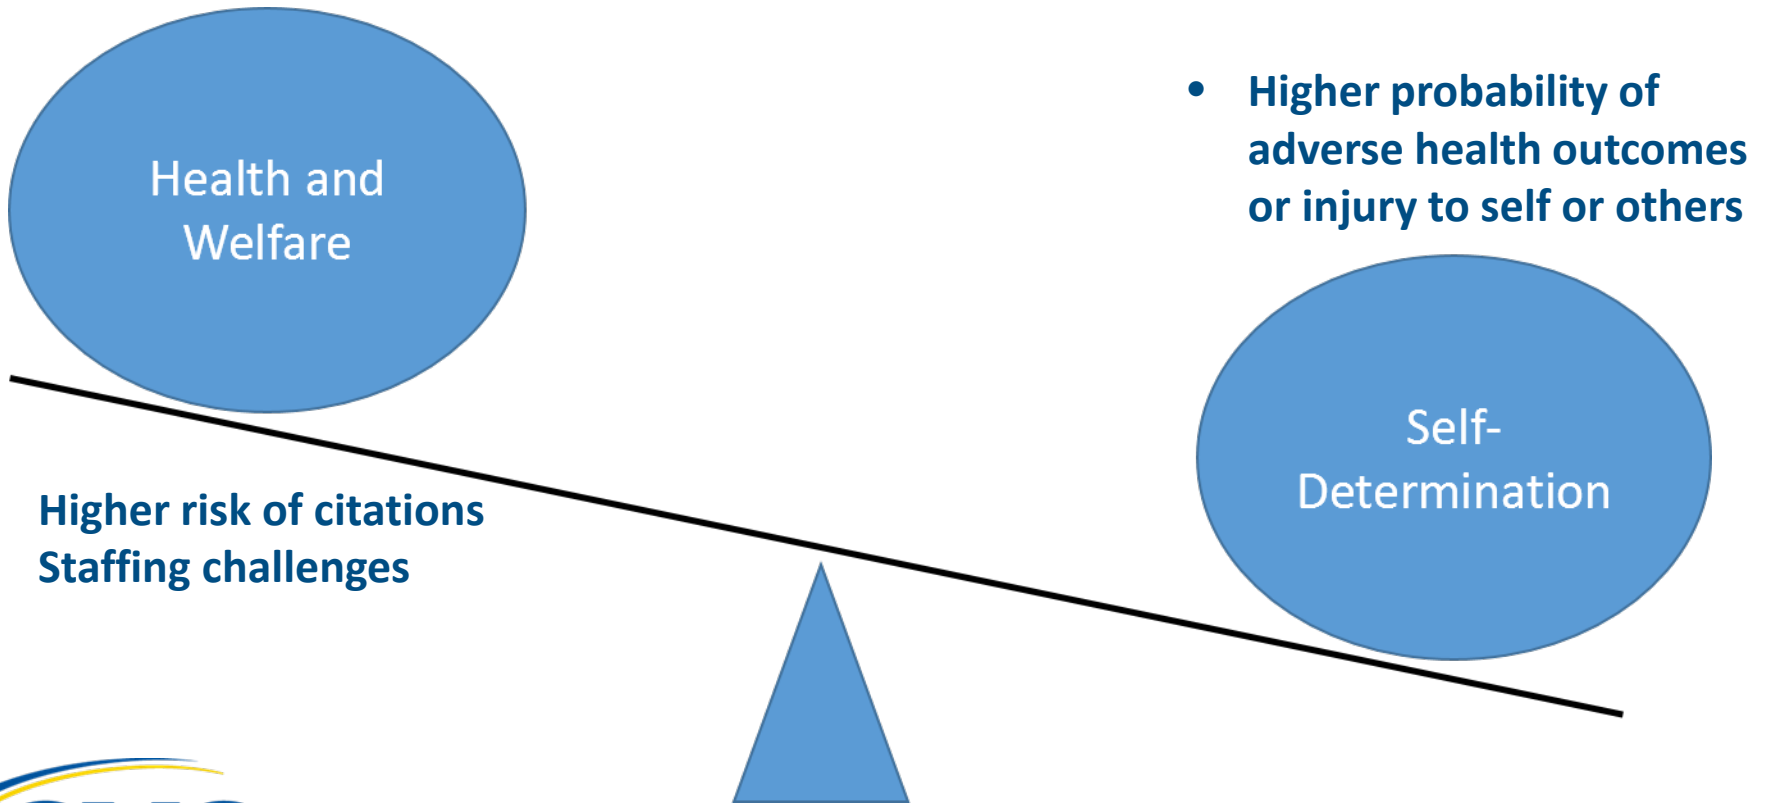 Health and
Welfare
• Higher probability of
adverse health outcomes
or injury to self or others
Self-
Determination
Higher risk of citations
Staffing challenges